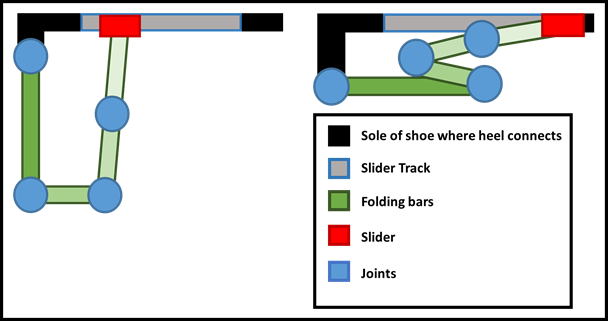 Sole of shoe where heel connects
Slider Track
Folding bars
Slider
Joints